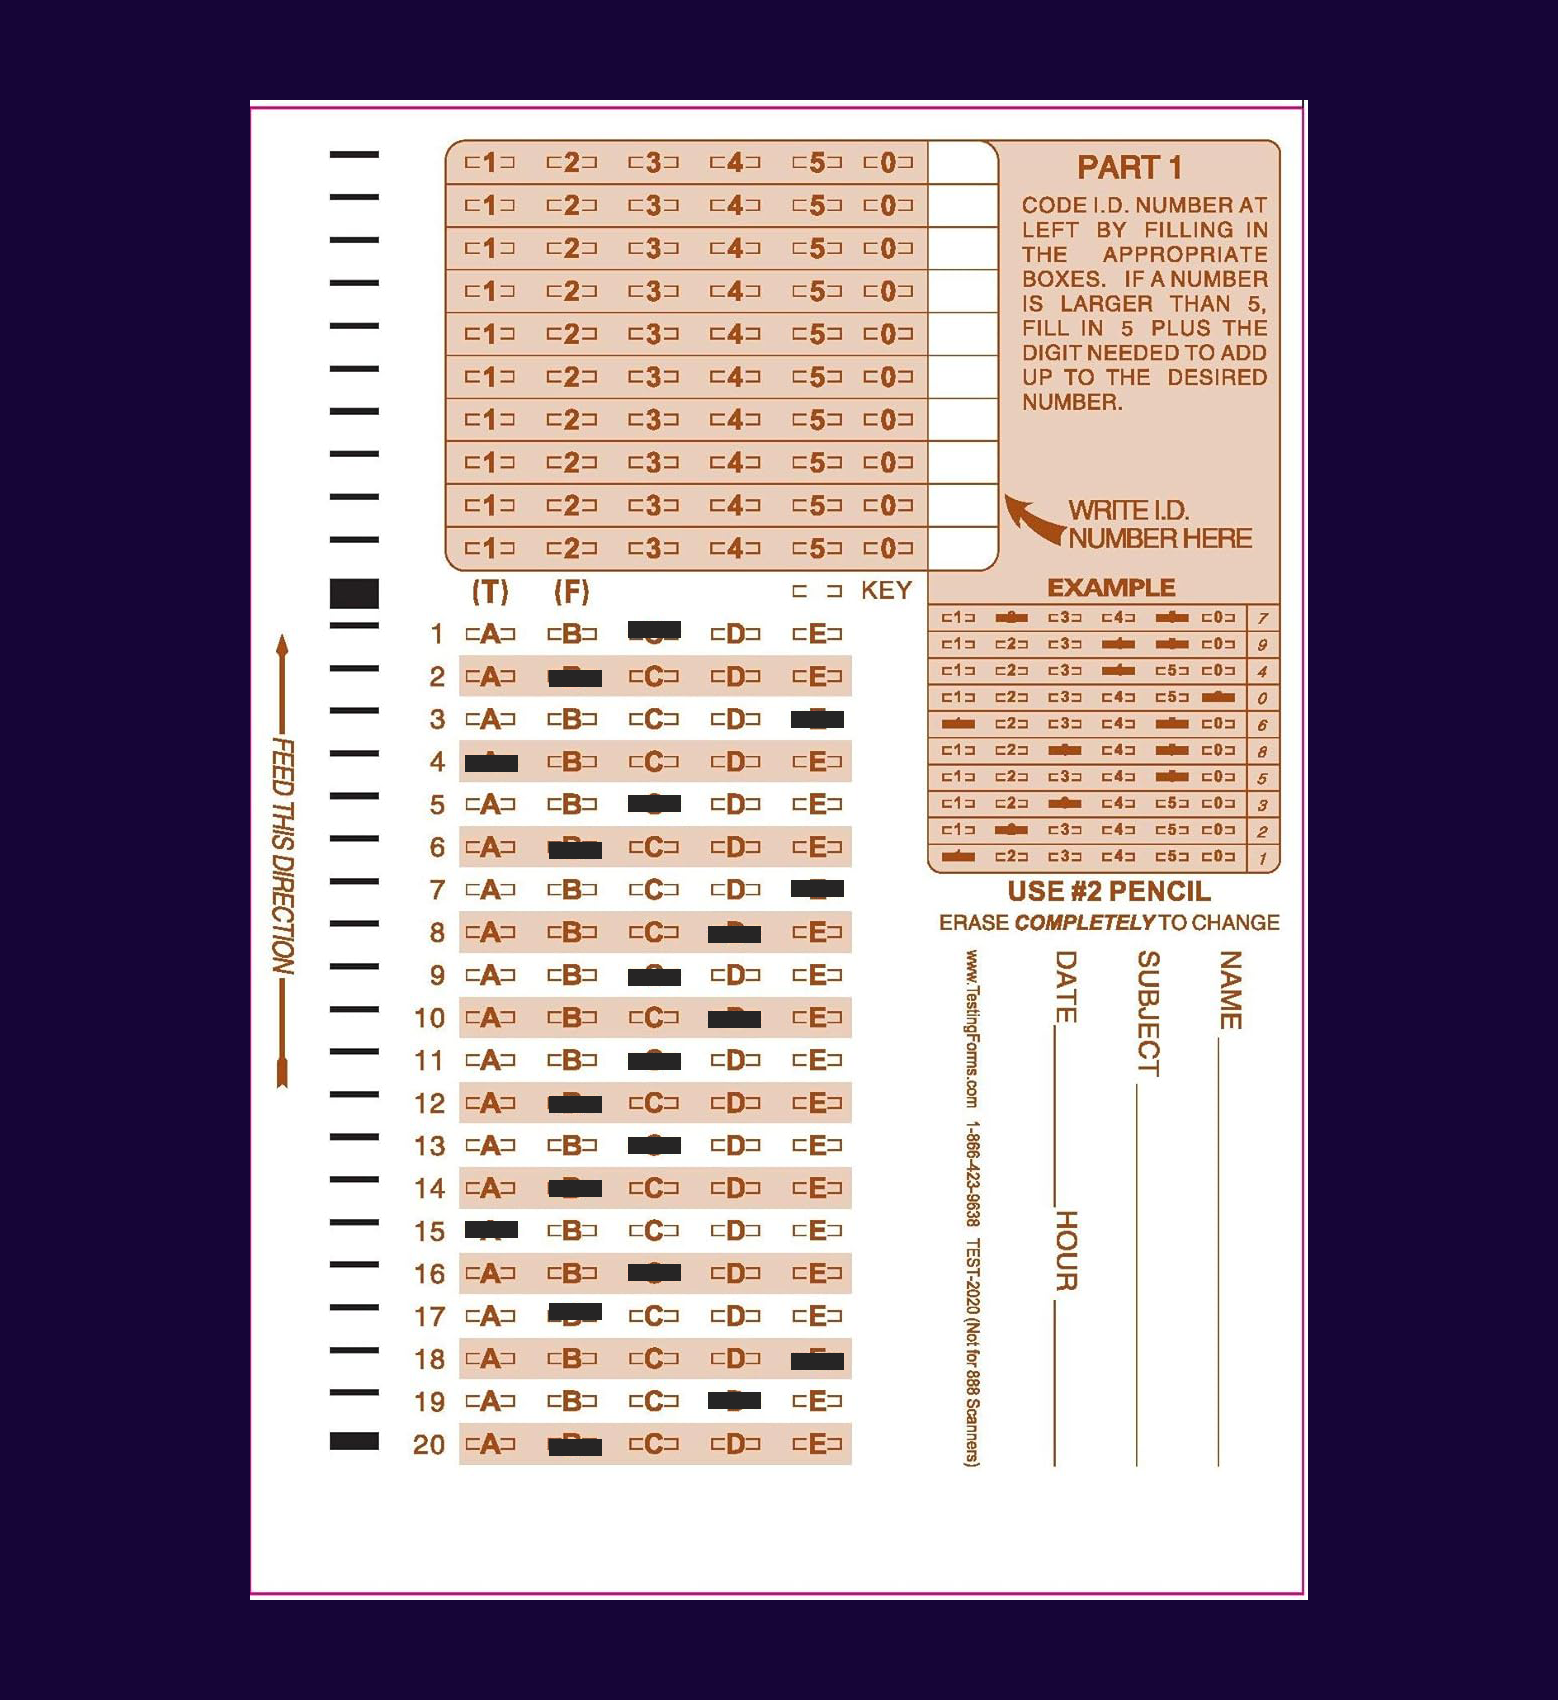 1 2 3 4 5 0
1 2 3 4 5 0
1 2 3 4 5 0
1 2 3 4 5 0
1 2 3 4 5 0
1 2 3 4 5 0
1 2 3 4 5 0
1 2 3 4 5 0
1 2 3 4 5 0
1 2 3 4 5 0
PART 1
CODE I.D. NUMBER AT
LEFT BY FILLING IN
THE APPROPRIATE
BOXES. IF A NUMBER
IS LARGER THAN 5,
FILL IN 5 PLUS THE
DIGIT NEEDED TO ADD
UP TO THE DESIRED
NUMBER.
WRITE I.D.
NUMBER HERE
(T) (F) KEY
1 A B D E
2 A C D E
3 A B C D
4 B C D E
5 A B D E
6 A C D E
7 A B C D
8 A B C E
9 A B D E
10 A B C E
11 A B D E
12 A C D E
13 A B D E
14 A C D E
15 B C D E
16 A B D E
17 A C D E
18 A B C D
19 A B C E
20 A C D E
FEED THIS DIRECTION
EXAMPLE
1 3 4 0 7
1 2 3 0 9
1 2 3 5 0 4
1 2 3 4 5 0
2 3 4 0 6
1 2 4 0 8
1 2 3 4 0 5
1 2 4 5 0 3
1 3 4 5 0 2
2 3 4 5 0 1
USE #2 PENCIL
ERASE COMPLETELY TO CHANGE
NAME
SUBJECT
DATE HOUR
www.TestingForms.com 1-866-423-9638 TEST-2020 (Not for 888 Scanners)